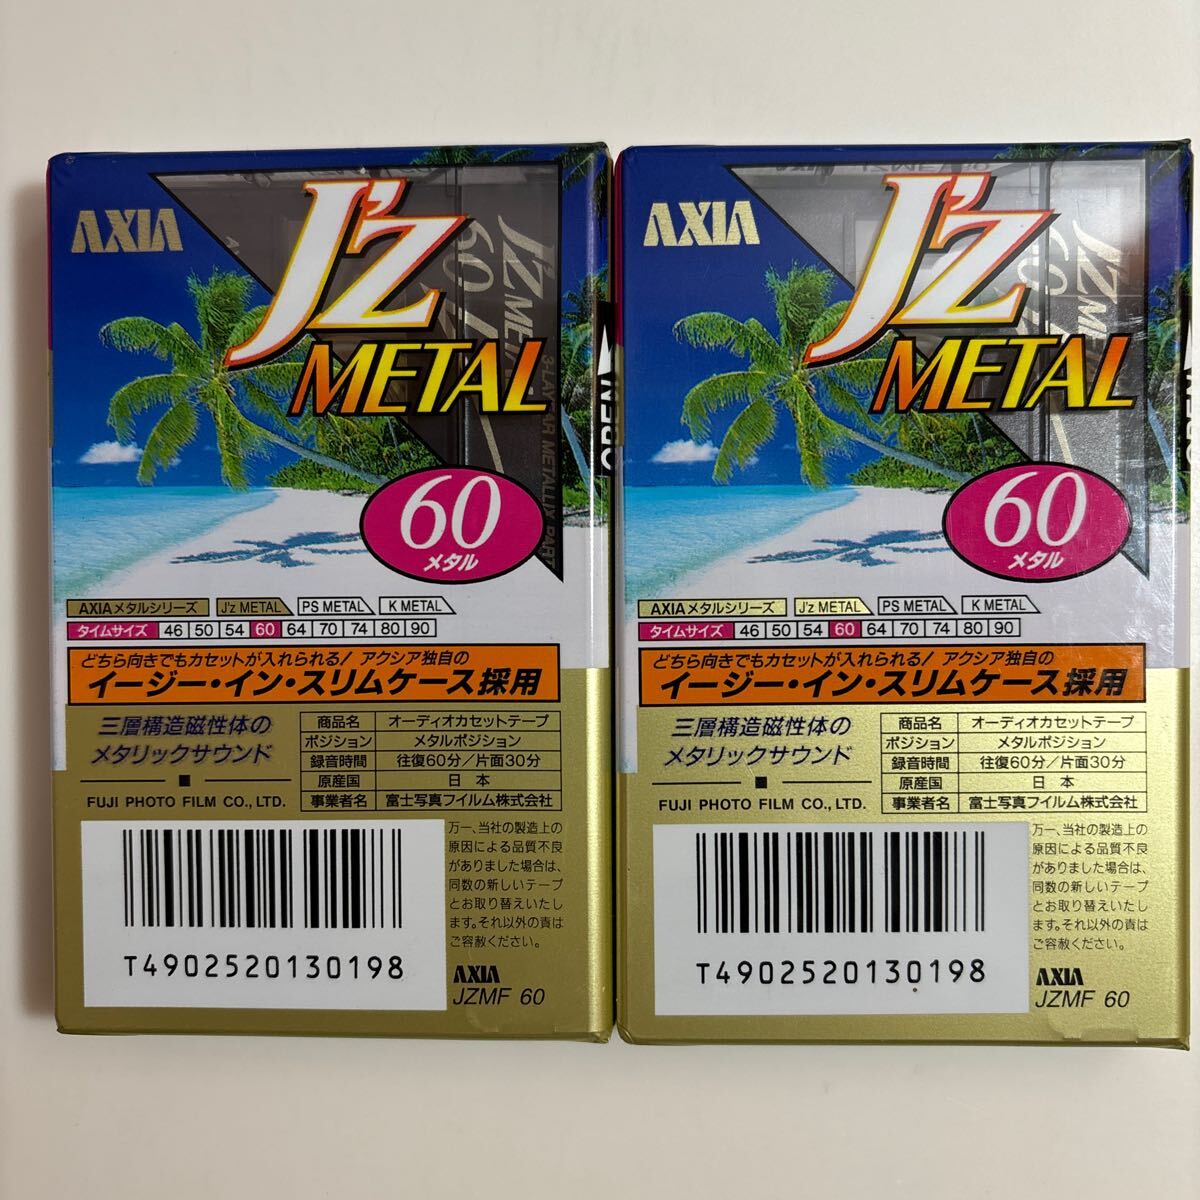 AXIA
J'Z
METAL
60
メタル
OPEN
AXIAメタルシリーズ J'z METAL PS METAL K METAL
タイムサイズ 46 50 54 60 64 70 74 80 90
どちら向きでもカセットが入れられる! アクシア独自の
イージー・イン・スリムケース採用
三層構造磁性体の
メタリックサウンド
FUJI PHOTO FILM CO., LTD.
商品名 オーディオカセットテープ
ポジション メタルポジション
録音時間 往復60分/片面30分
原産国 日本
事業者名 富士写真フイルム株式会社
T4902520130198
万一、当社の製造上の
原因による品質不良
がありました場合は、
同数の新しいテープ
とお取り替えいたし
ます。それ以外の責は
ご容赦ください。
AXIA
JZMF 60
AXIA
J'Z
METAL
60
メタル
AXIAメタルシリーズ J'z METAL PS METAL K METAL
タイムサイズ 46 50 54 60 64 70 74 80 90
どちら向きでもカセットが入れられる! アクシア独自の
イージー・イン・スリムケース採用
三層構造磁性体の
メタリックサウンド
FUJI PHOTO FILM CO., LTD.
商品名 オーディオカセットテープ
ポジション メタルポジション
録音時間 往復60分/片面30分
原産国 日本
事業者名 富士写真フイルム株式会社
T4902520130198
万一、当社の製造上の
原因による品質不良
がありました場合は、
同数の新しいテープ
とお取り替えいたし
ます。それ以外の責は
ご容赦ください。
AXIA
JZMF 60